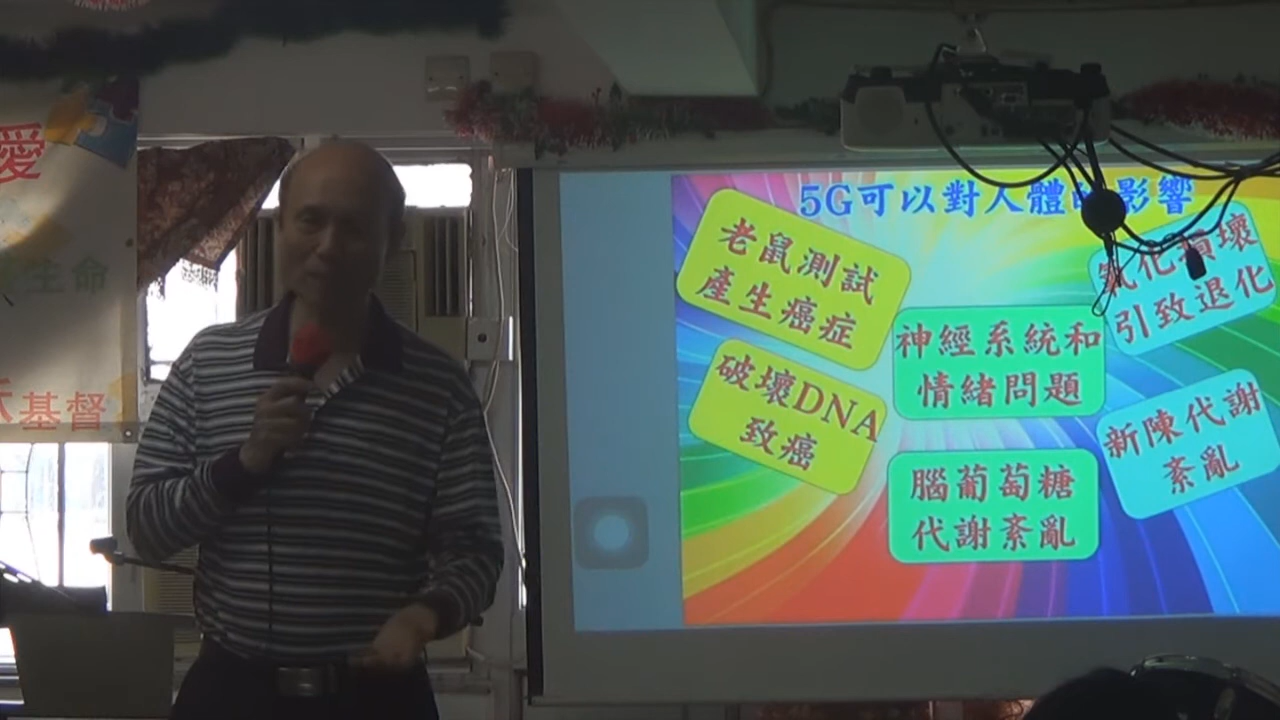 愛
生命
基督
5G可以對人體的影響
老鼠測試
產生癌症
氧化損壞
引致退化
神經系統和
情緒問題
破壞DNA
致癌
新陳代謝
紊亂
腦葡萄糖
代謝紊亂